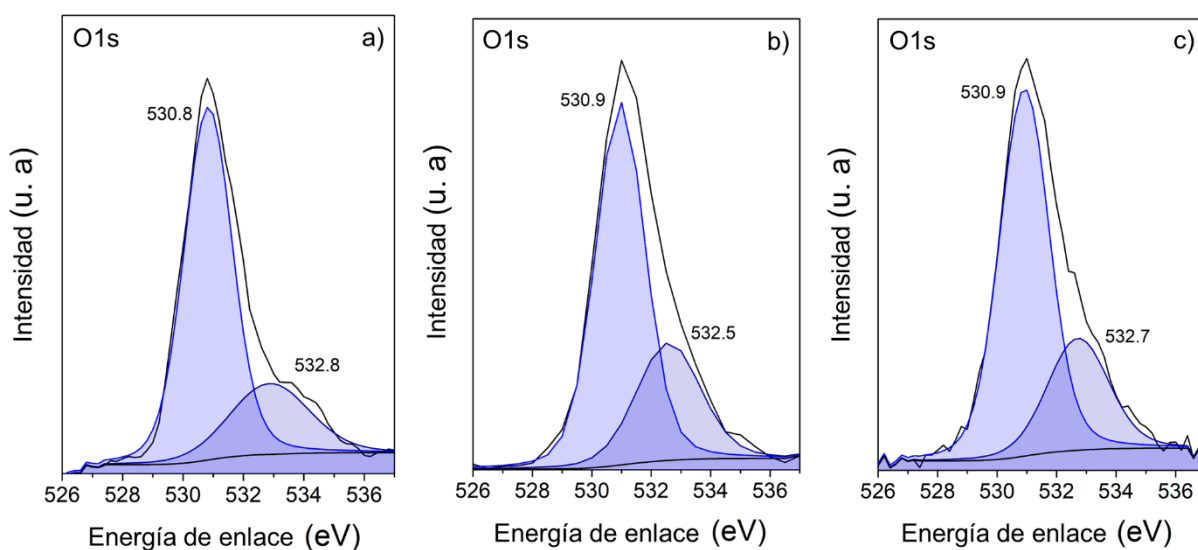 O1s
a)
530.8
532.8
Intensidad (u. a)
526 528 530 532 534 536
Energía de enlace (eV)
O1s
b)
530.9
532.5
Intensidad (u. a)
526 528 530 532 534 536
Energía de enlace (eV)
O1s
c)
530.9
532.7
Intensidad (u. a)
526 528 530 532 534 536
Energía de enlace (eV)